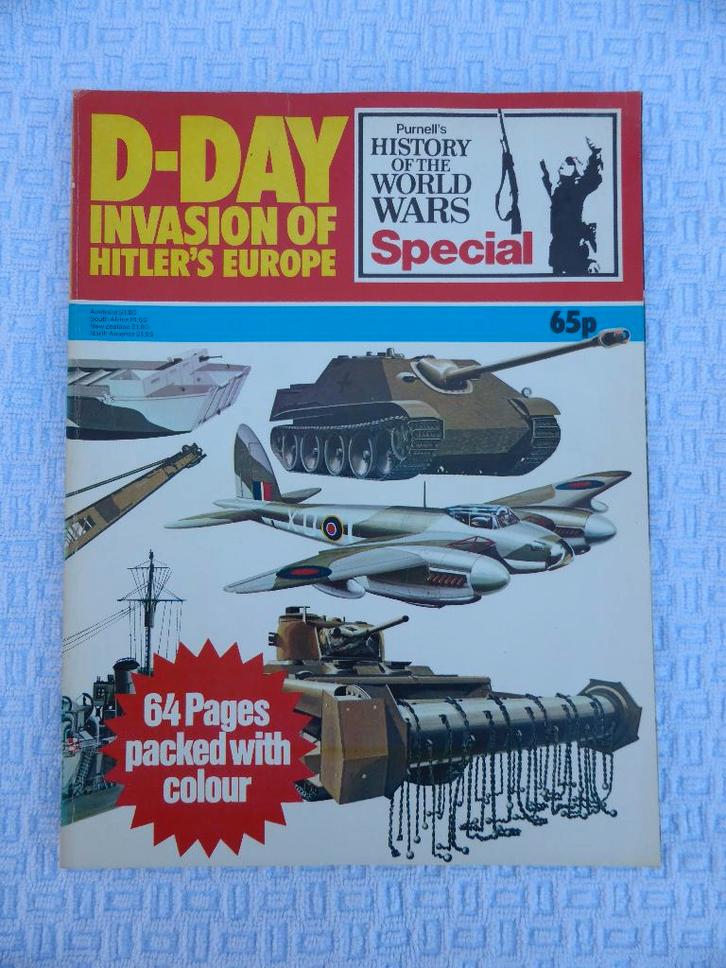 D-DAY
INVASION OF
HITLER'S EUROPE
Purnell's
HISTORY
OF THE
WORLD
WARS
Special
65p
64 Pages
packed with
colour